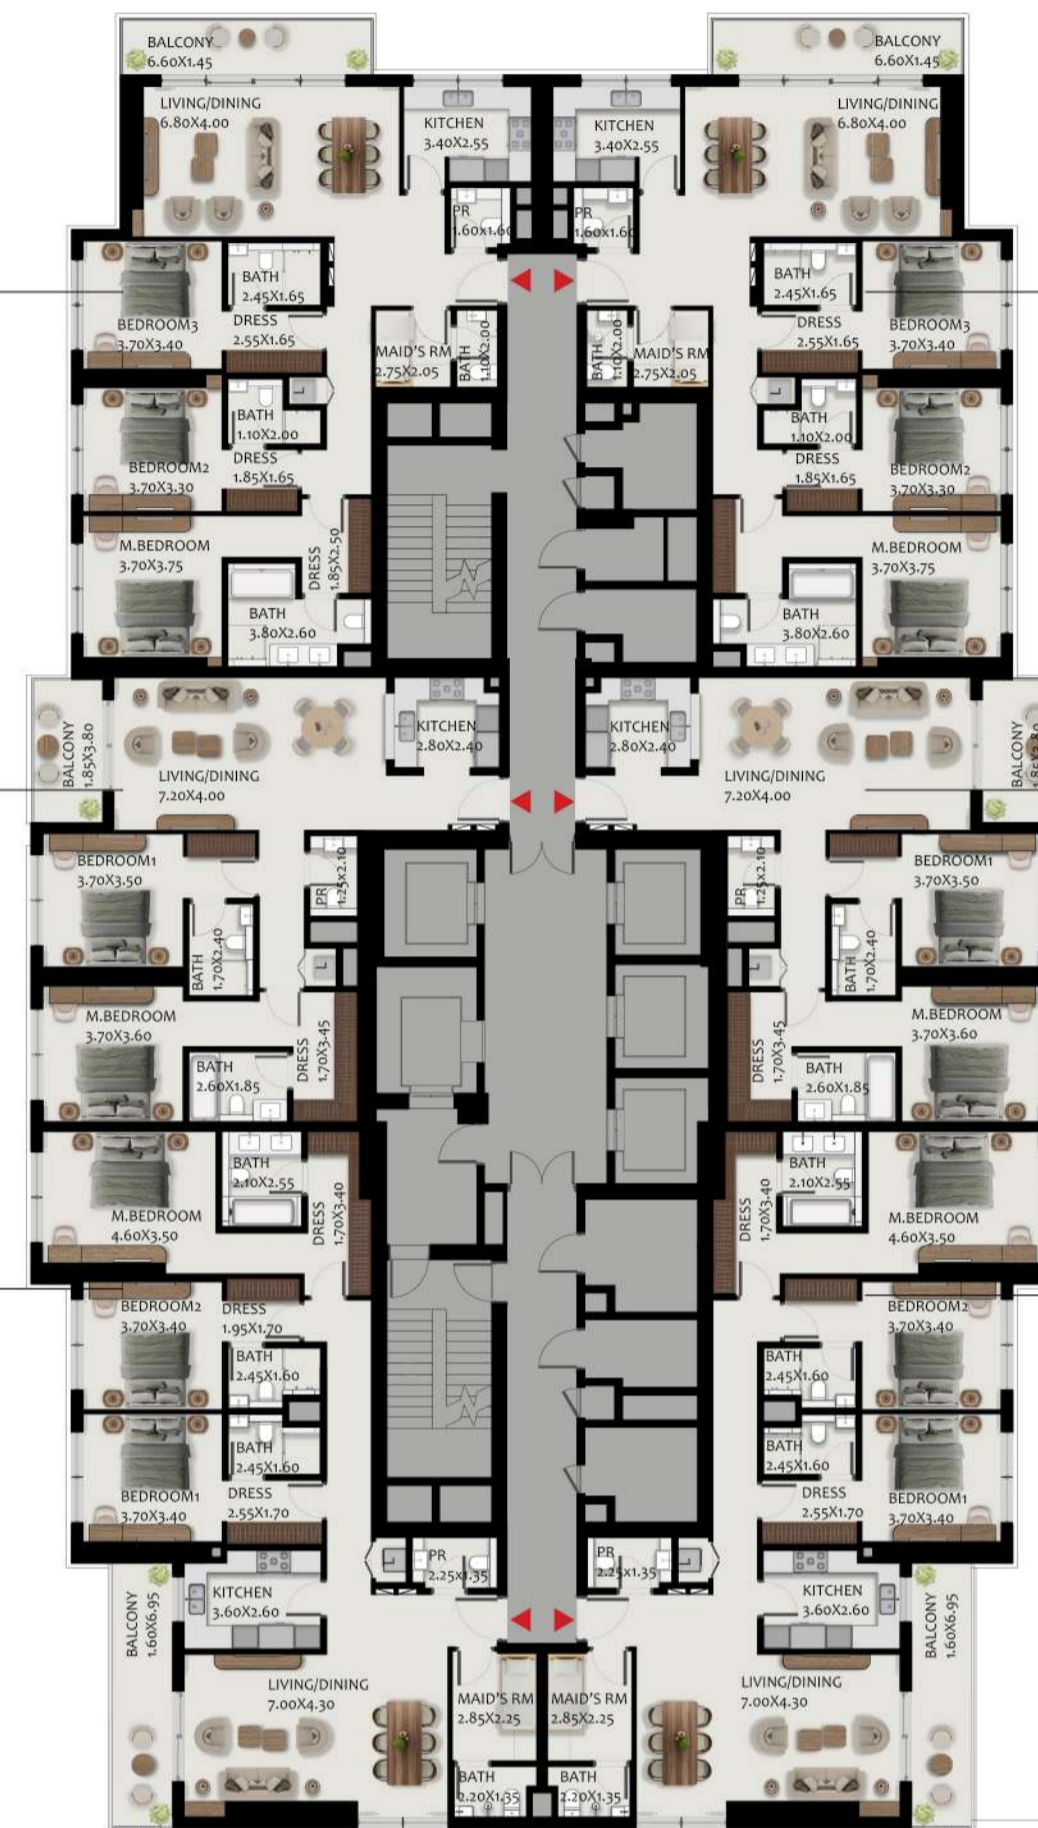 BALCONY
6.60X1.45
BALCONY
6.60X1.45
LIVING/DINING
6.80X4.00
KITCHEN
3.40X2.55
KITCHEN
3.40X2.55
LIVING/DINING
6.80X4.00
PR
1.60X1.60
PR
1.60X1.60
BATH
2.45X1.65
BEDROOM3
3.70X3.40
DRESS
2.55X1.65
MAID'S RM
2.75X2.05
BATH
1.10X2.00
BATH
1.10X2.00
MAID'S RM
2.75X2.05
BATH
2.45X1.65
DRESS
2.55X1.65
BEDROOM3
3.70X3.40
L
BATH
1.10X2.00
BEDROOM2
3.70X3.30
DRESS
1.85X1.65
L
BATH
1.10X2.00
DRESS
1.85X1.65
BEDROOM2
3.70X3.30
M.BEDROOM
3.70X3.75
DRESS
1.85X2.50
BATH
3.80X2.60
M.BEDROOM
3.70X3.75
BATH
3.80X2.60
BALCONY
1.85X3.80
LIVING/DINING
7.20X4.00
KITCHEN
2.80X2.40
KITCHEN
2.80X2.40
LIVING/DINING
7.20X4.00
BALCONY
1.85X3.80
BEDROOM1
3.70X3.50
PR
1.25X2.10
BATH
1.70X2.40
L
PR
1.25X2.10
BEDROOM1
3.70X3.50
BATH
1.70X2.40
L
M.BEDROOM
3.70X3.60
DRESS
1.70X3.45
BATH
2.60X1.85
DRESS
1.70X3.45
M.BEDROOM
3.70X3.60
BATH
2.60X1.85
BATH
2.10X2.55
M.BEDROOM
4.60X3.50
DRESS
1.70X3.40
DRESS
1.70X3.40
BATH
2.10X2.55
M.BEDROOM
4.60X3.50
BEDROOM2
3.70X3.40
DRESS
1.95X1.70
BATH
2.45X1.60
BEDROOM2
3.70X3.40
BATH
2.45X1.60
BATH
2.45X1.60
BEDROOM1
3.70X3.40
DRESS
2.55X1.70
BATH
2.45X1.60
DRESS
2.55X1.70
BEDROOM1
3.70X3.40
L
PR
2.25X1.35
PR
2.25X1.35
L
BALCONY
1.60X6.95
KITCHEN
3.60X2.60
KITCHEN
3.60X2.60
BALCONY
1.60X6.95
LIVING/DINING
7.00X4.30
MAID'S RM
2.85X2.25
MAID'S RM
2.85X2.25
LIVING/DINING
7.00X4.30
BATH
2.20X1.35
BATH
2.20X1.35